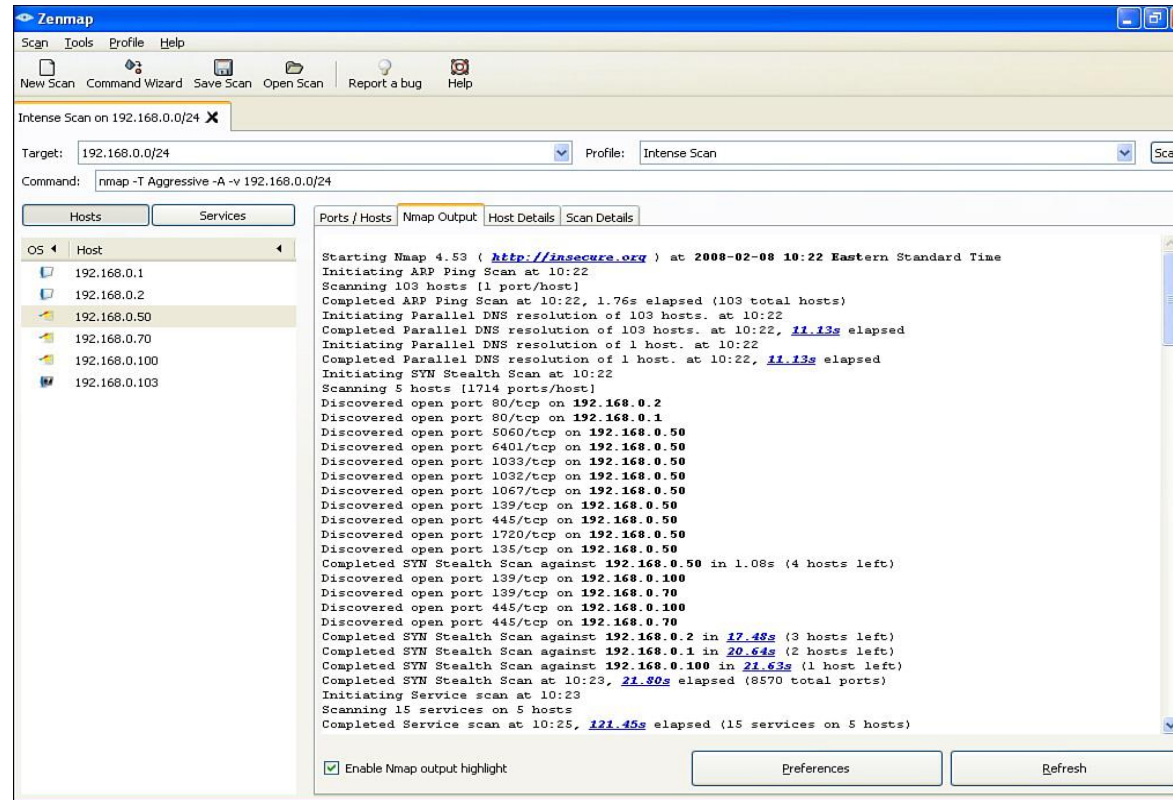 Zenmap
Scan Tools Profile Help
New Scan Command Wizard Save Scan Open Scan Report a bug Help
Intense Scan on 192.168.0.0/24
Target: 192.168.0.0/24 Profile: Intense Scan
Command: nmap -T Aggressive -A -v 192.168.0.0/24
Hosts Services
Ports / Hosts Nmap Output Host Details Scan Details
OS Host
192.168.0.1
192.168.0.2
192.168.0.50
192.168.0.70
192.168.0.100
192.168.0.103
Starting Nmap 4.53 ( http://insecure.org ) at 2008-02-08 10:22 Eastern Standard Time
Initiating ARP Ping Scan at 10:22
Scanning 103 hosts [1 port/host]
Completed ARP Ping Scan at 10:22, 1.76s elapsed (103 total hosts)
Initiating Parallel DNS resolution of 103 hosts. at 10:22
Completed Parallel DNS resolution of 103 hosts. at 10:22, 11.13s elapsed
Initiating Parallel DNS resolution of 1 host. at 10:22
Completed Parallel DNS resolution of 1 host. at 10:22, 11.13s elapsed
Initiating SYN Stealth Scan at 10:22
Scanning 5 hosts [1714 ports/host]
Discovered open port 80/tcp on 192.168.0.2
Discovered open port 80/tcp on 192.168.0.1
Discovered open port 5060/tcp on 192.168.0.50
Discovered open port 6401/tcp on 192.168.0.50
Discovered open port 1033/tcp on 192.168.0.50
Discovered open port 1032/tcp on 192.168.0.50
Discovered open port 1067/tcp on 192.168.0.50
Discovered open port 139/tcp on 192.168.0.50
Discovered open port 445/tcp on 192.168.0.50
Discovered open port 1720/tcp on 192.168.0.50
Discovered open port 135/tcp on 192.168.0.50
Completed SYN Stealth Scan against 192.168.0.50 in 1.08s (4 hosts left)
Discovered open port 139/tcp on 192.168.0.100
Discovered open port 139/tcp on 192.168.0.70
Discovered open port 445/tcp on 192.168.0.100
Discovered open port 445/tcp on 192.168.0.70
Completed SYN Stealth Scan against 192.168.0.2 in 17.48s (3 hosts left)
Completed SYN Stealth Scan against 192.168.0.1 in 20.64s (2 hosts left)
Completed SYN Stealth Scan against 192.168.0.100 in 21.63s (1 host left)
Completed SYN Stealth Scan at 10:23, 21.80s elapsed (8570 total ports)
Initiating Service scan at 10:23
Scanning 15 services on 5 hosts
Completed Service scan at 10:25, 121.45s elapsed (15 services on 5 hosts)
Enable Nmap output highlight Preferences Refresh